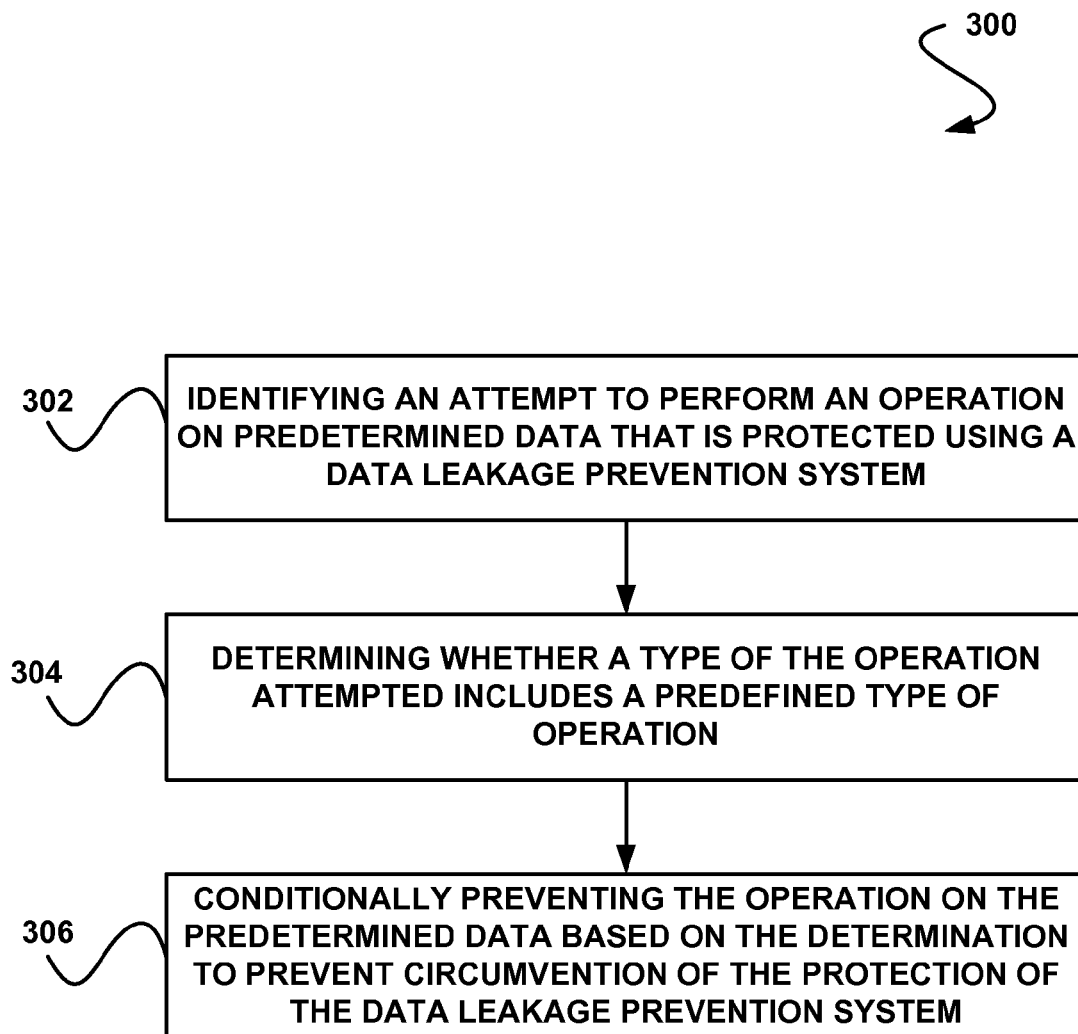 300
302
IDENTIFYING AN ATTEMPT TO PERFORM AN OPERATION
ON PREDETERMINED DATA THAT IS PROTECTED USING A
DATA LEAKAGE PREVENTION SYSTEM
304
DETERMINING WHETHER A TYPE OF THE OPERATION
ATTEMPTED INCLUDES A PREDEFINED TYPE OF
OPERATION
306
CONDITIONALLY PREVENTING THE OPERATION ON THE
PREDETERMINED DATA BASED ON THE DETERMINATION
TO PREVENT CIRCUMVENTION OF THE PROTECTION OF
THE DATA LEAKAGE PREVENTION SYSTEM